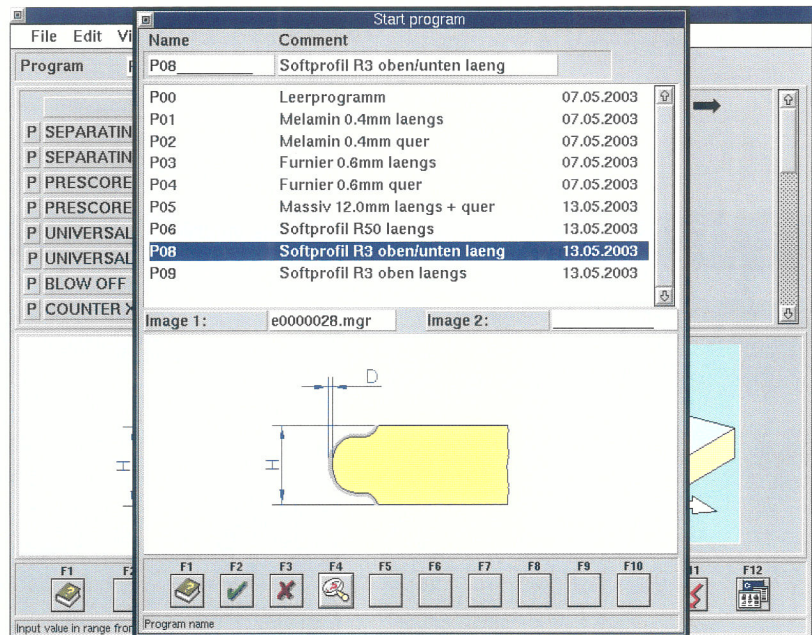 Start program
File Edit
Program
P SEPARATIN
P SEPARATIN
P PRESCORE
P PRESCORE
P UNIVERSAL
P UNIVERSAL
P BLOW OFF
P COUNTER X
Name Comment
P08 Softprofil R3 oben/unten laeng
P00 Leerprogramm 07.05.2003
P01 Melamin 0.4mm laengs 07.05.2003
P02 Melamin 0.4mm quer 07.05.2003
P03 Furnier 0.6mm laengs 07.05.2003
P04 Furnier 0.6mm quer 07.05.2003
P05 Massiv 12.0mm laengs + quer 13.05.2003
P06 Softprofil R50 laengs 13.05.2003
P08 Softprofil R3 oben/unten laeng 13.05.2003
P09 Softprofil R3 oben laengs 13.05.2003
Image 1: e0000028.mgr Image 2:
D
H
H
F1 F2 F3 F4 F5 F6 F7 F8 F9 F10
Program name
F1
F12
Input value in range from